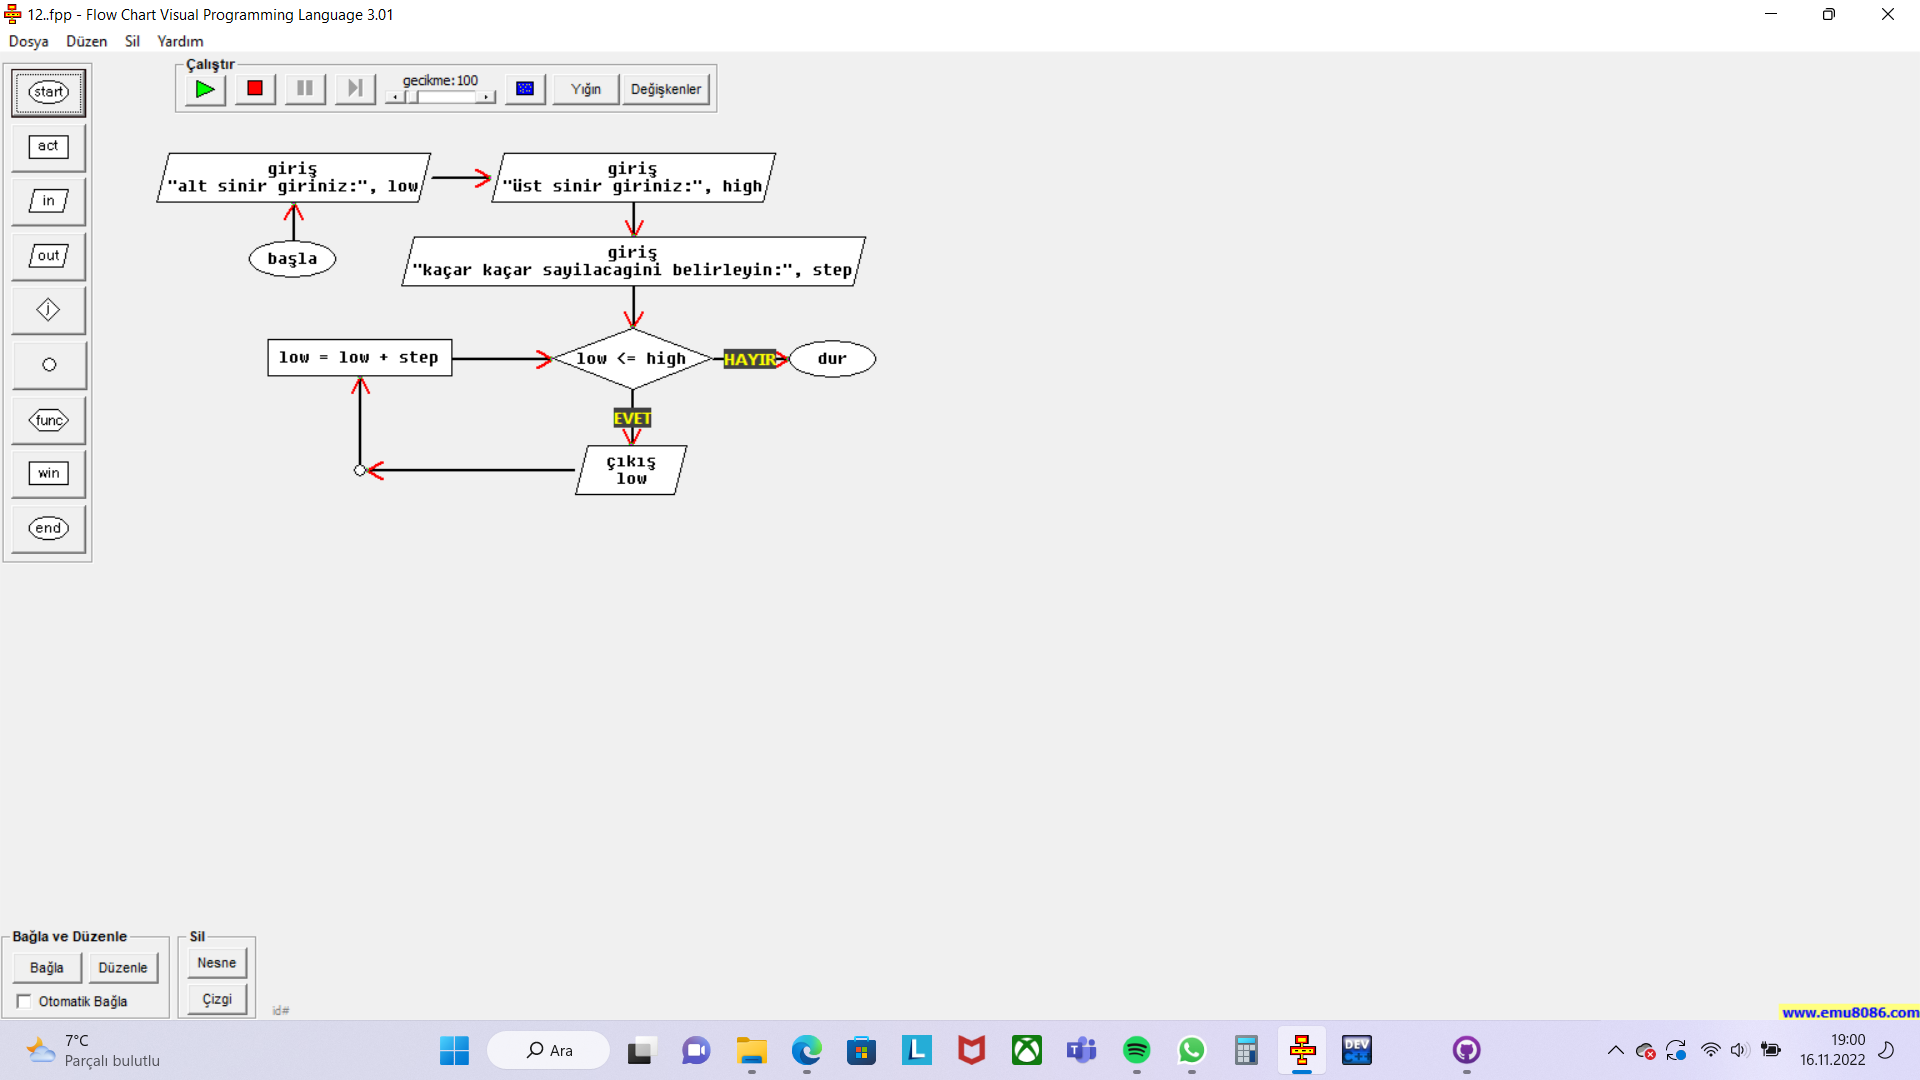 12..fpp - Flow Chart Visual Programming Language 3.01
Dosya Düzen Sil Yardım
Çalıştır
gecikme:100
Yığın
Değişkenler
start
act
in
out
j
func
win
end
giriş
"alt sinir giriniz:", low
giriş
"üst sinir giriniz:", high
başla
giriş
"kaçar kaçar sayilacagini belirleyin:", step
low = low + step
low <= high
HAYIR
dur
EVET
çıkış
low
Bağla ve Düzenle
Bağla
Düzenle
Otomatik Bağla
Sil
Nesne
Çizgi
id#
www.emu8086.com
7°C
Parçalı bulutlu
Ara
L
DEV
C++
19:00
16.11.2022